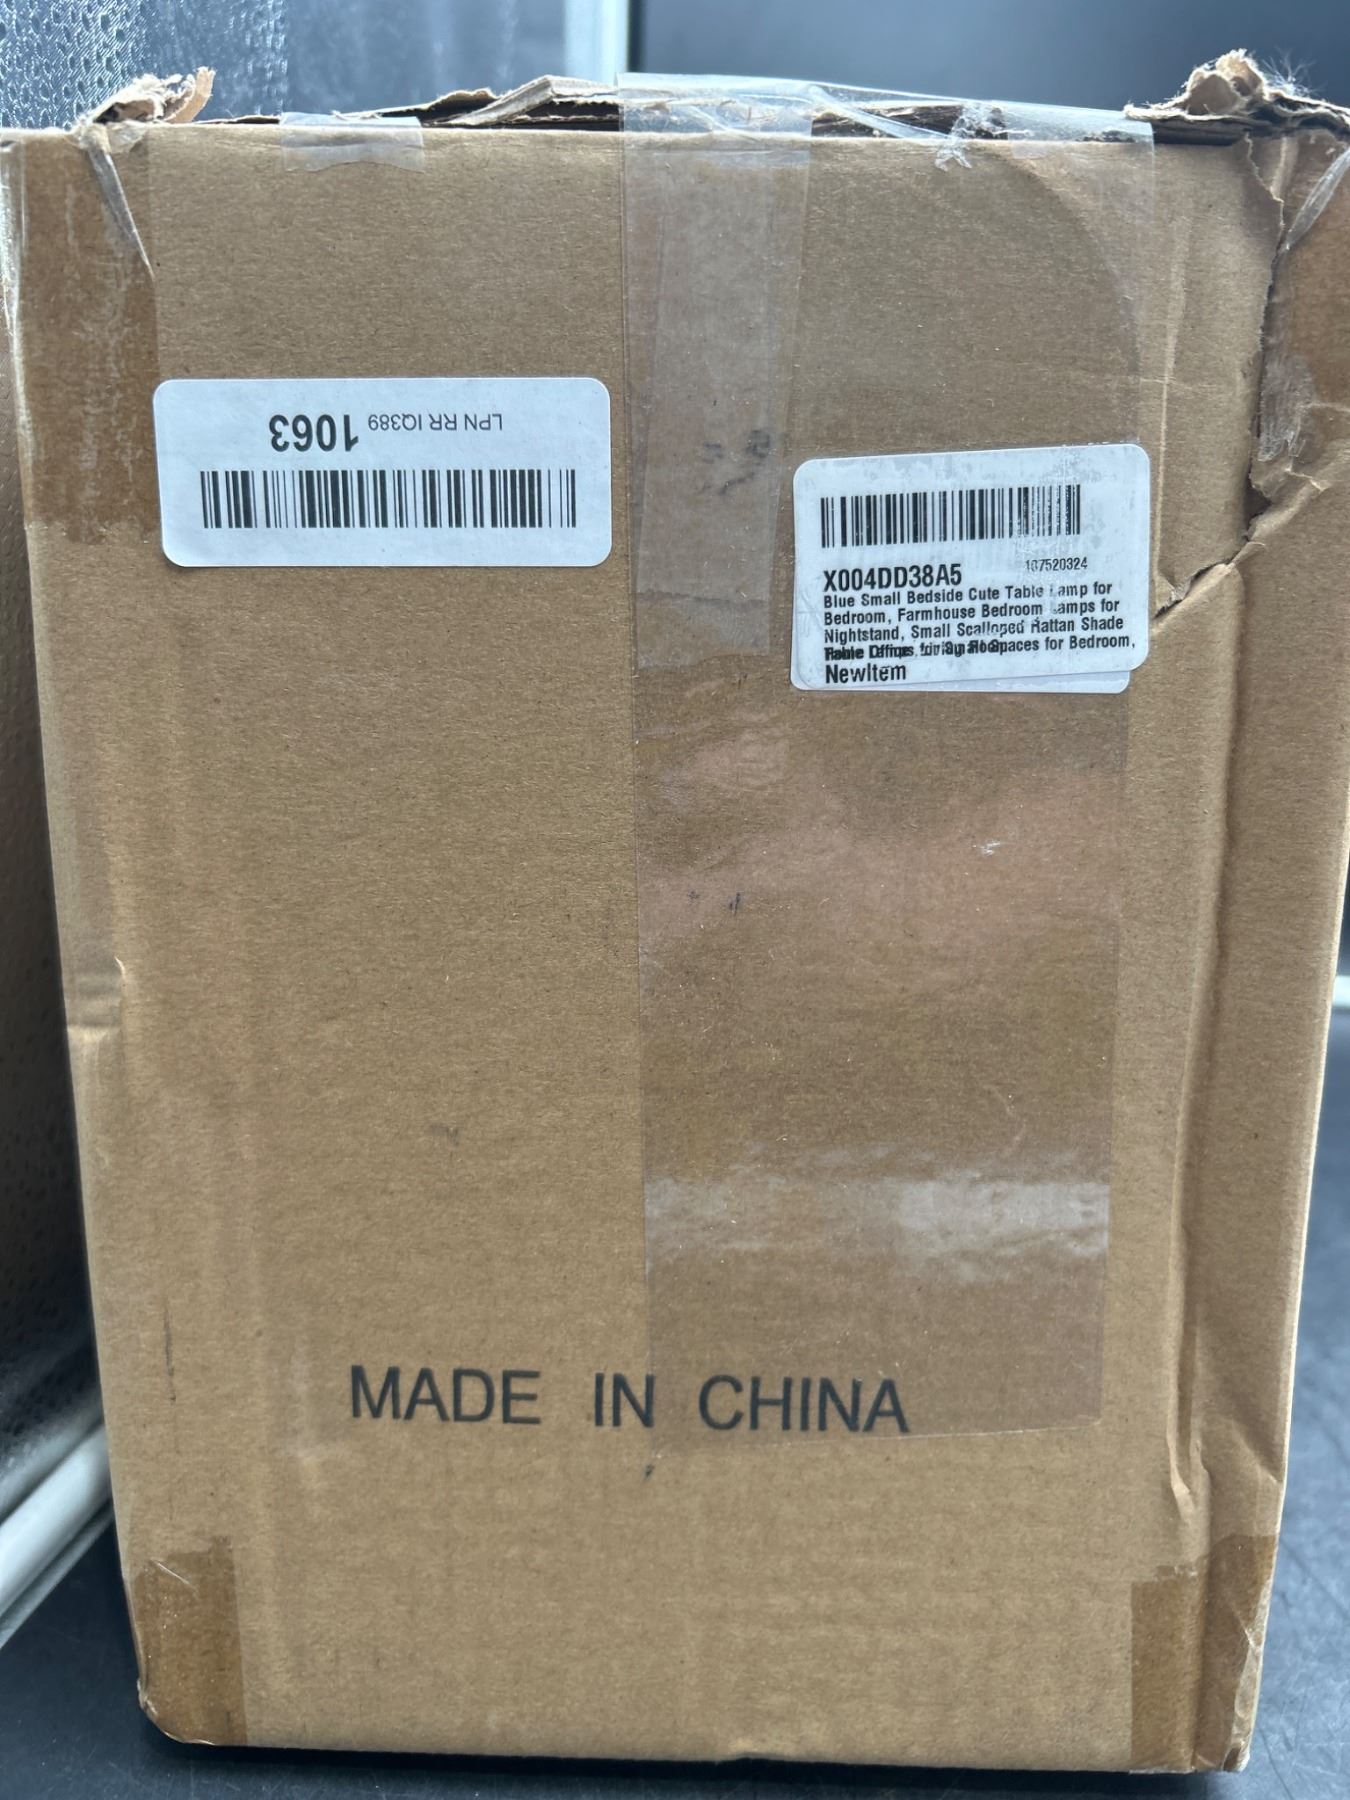 LPN RR IQ389 1063
X004DD38A5 107520324
Blue Small Bedside Cute Table Lamp for
Bedroom, Farmhouse Bedroom Lamps for
Nightstand, Small Scalloped Rattan Shade
Spaces for Bedroom,
NewItem
MADE IN CHINA